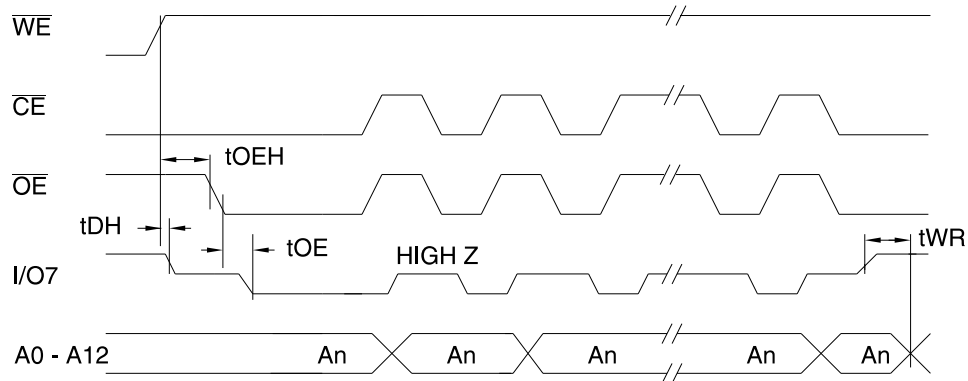 WE
CE
tOEH
OE
tDH
tOE
HIGH Z
tWR
I/O7
A0 - A12
An An An An An